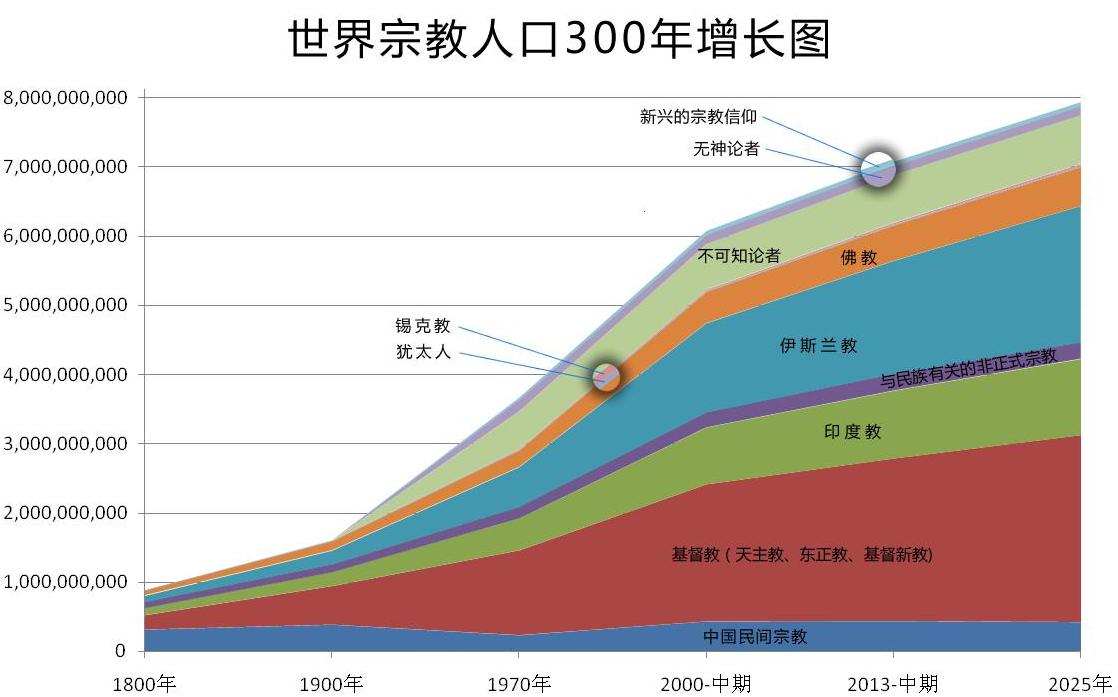 世界宗教人口300年增长图
8,000,000,000
7,000,000,000
6,000,000,000
5,000,000,000
4,000,000,000
3,000,000,000
2,000,000,000
1,000,000,000
0
新兴的宗教信仰
无神论者
不可知论者
佛教
锡克教
犹太人
伊斯兰教
与民族有关的非正式宗教
印度教
基督教（天主教、东正教、基督新教)
中国民间宗教
1800年
1900年
1970年
2000-中期
2013-中期
2025年